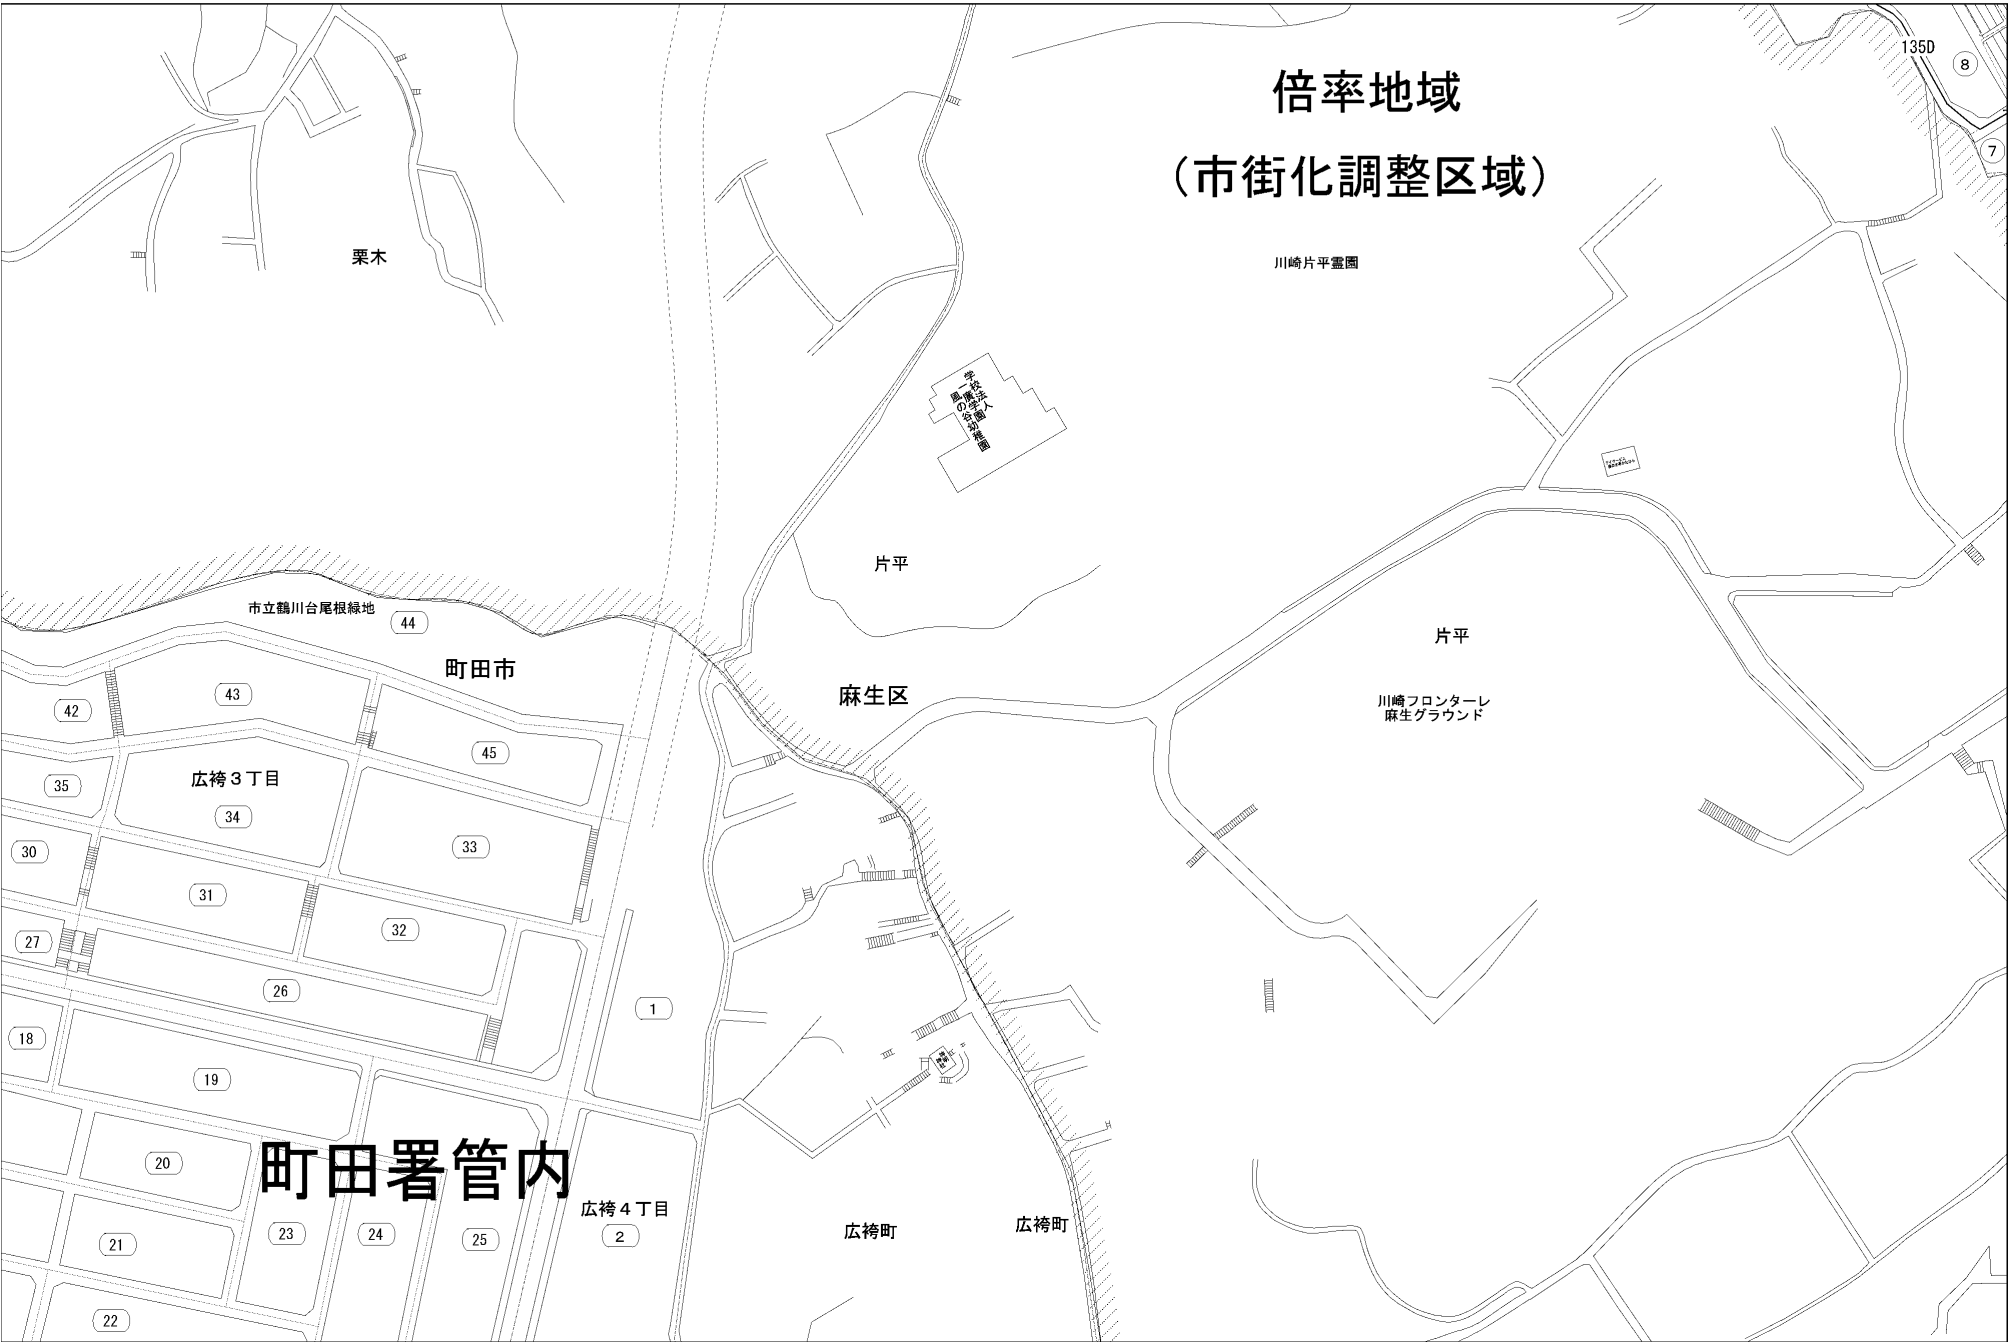 135D
8
倍率地域
7
（市街化調整区域）
栗木
川崎片平霊園
学校法人
一廣学園
風の谷幼稚園
片平
市立鶴川台尾根緑地
44
片平
町田市
43
麻生区
42
川崎フロンターレ
麻生グラウンド
45
広袴３丁目
35
34
33
30
31
32
27
26
1
18
19
町田署管内
20
広袴４丁目
広袴町
広袴町
23
24
2
25
21
22